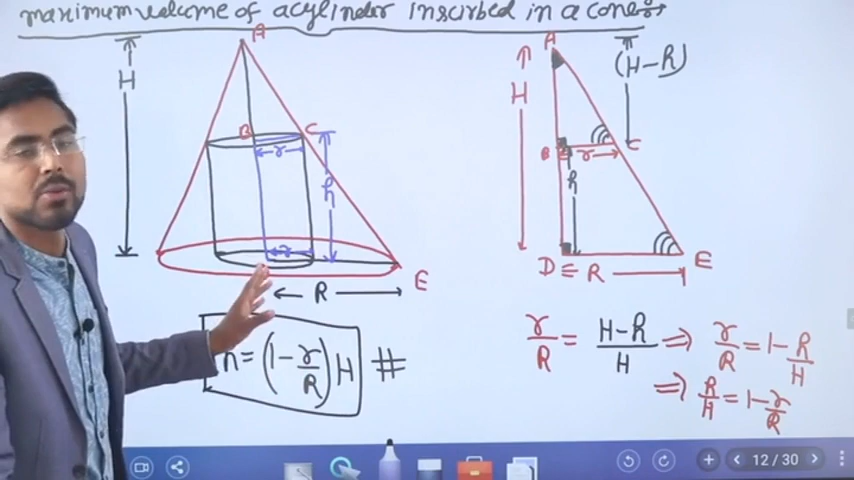 maximum volume of a cylinder inscribed in a cone:→
A
H
B C
r
h
r
R
E
h=(1-r/R)H #
A
(H-h)
H
B r C
h
D R E
r/R = H-h/H ⇒ r/R = 1-h/H
⇒ h/H = 1-r/R
12/30